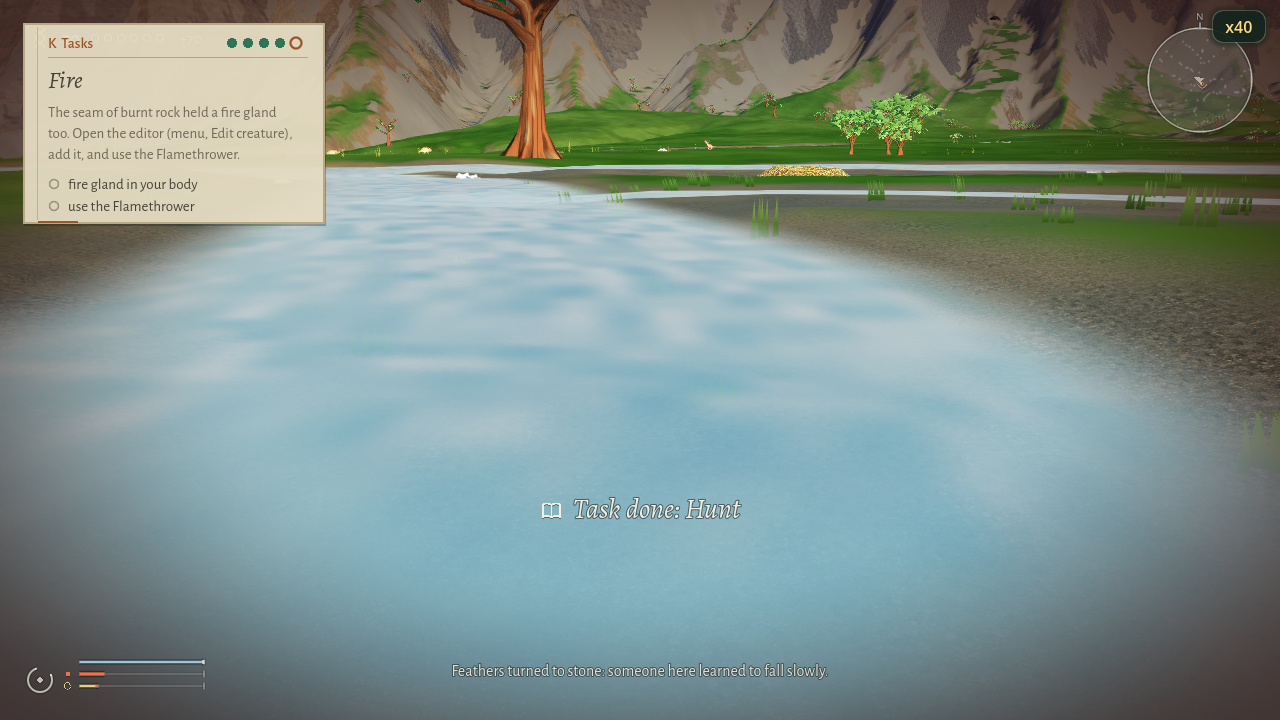 K Tasks
Fire
The seam of burnt rock held a fire gland
too. Open the editor (menu, Edit creature),
add it, and use the Flamethrower.
fire gland in your body
use the Flamethrower
N
x40
Task done: Hunt
Feathers turned to stone: someone here learned to fall slowly.